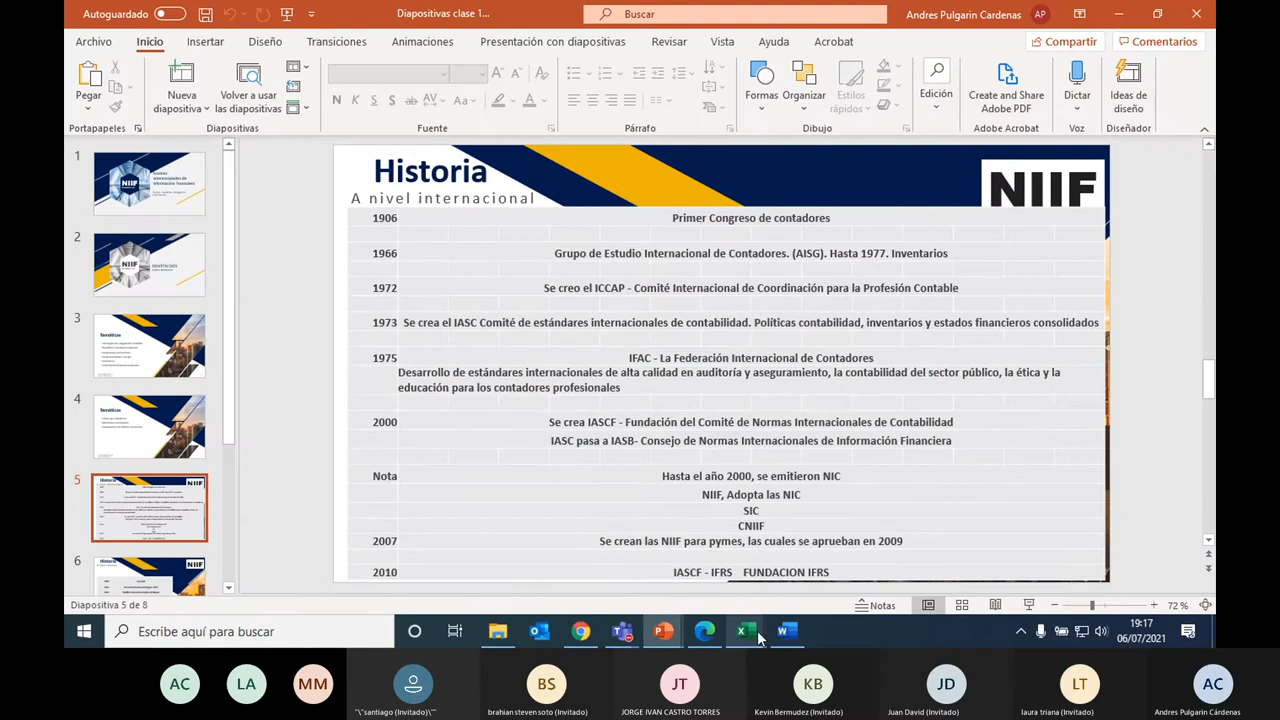 Autoguardado
Diapositivas clase 1...
Buscar
Andres Pulgarin Cardenas
AP
Archivo
Inicio
Insertar
Diseño
Transiciones
Animaciones
Presentación con diapositivas
Revisar
Vista
Ayuda
Acrobat
Compartir
Comentarios
Pegar
Nueva
diapositiva
Volver a usar
las diapositivas
N K S S ab AV Aa A
Formas
Organizar
Estilos
rápidos
Edición
Create and Share
Adobe PDF
Dictar
Ideas de
diseño
Portapapeles
Diapositivas
Fuente
Párrafo
Dibujo
Adobe Acrobat
Voz
Diseñador
1
2
3
4
5
6
Historia
A nivel internacional
NIIF
1906 Primer Congreso de contadores
1966 Grupo de Estudio Internacional de Contadores. (AISG). Hasta 1977. Inventarios
1972 Se creo el ICCAP - Comité Internacional de Coordinación para la Profesión Contable
1973 Se crea el IASC Comité de estándares internacionales de contabilidad. Políticas contabilidad, inventarios y estados financieros consolidados
1975 IFAC - La Federación Internacional de Contadores
Desarrollo de estándares internacionales de alta calidad en auditoría y aseguramiento, la contabilidad del sector público, la ética y la
educación para los contadores profesionales
2000 Se crea IASCF - Fundación del Comité de Normas Internacionales de Contabilidad
IASC pasa a IASB- Consejo de Normas Internacionales de Información Financiera
Nota Hasta el año 2000, se emitieron NIC
NIIF, Adopta las NIC
SIC
CNIIF
2007 Se crean las NIIF para pymes, las cuales se aprueban en 2009
2010 IASCF - IFRS FUNDACION IFRS
Diapositiva 5 de 8
Notas
72 %
Escribe aquí para buscar
19:17
06/07/2021
AC
LA
MM
BS
JT
KB
JD
LT
AC
"\"santiago (Invitado)\""
brahian steven soto (Invitado)
JORGE IVAN CASTRO TORRES
Kevin Bermudez (Invitado)
Juan David (Invitado)
laura triana (Invitado)
Andres Pulgarin Cárdenas